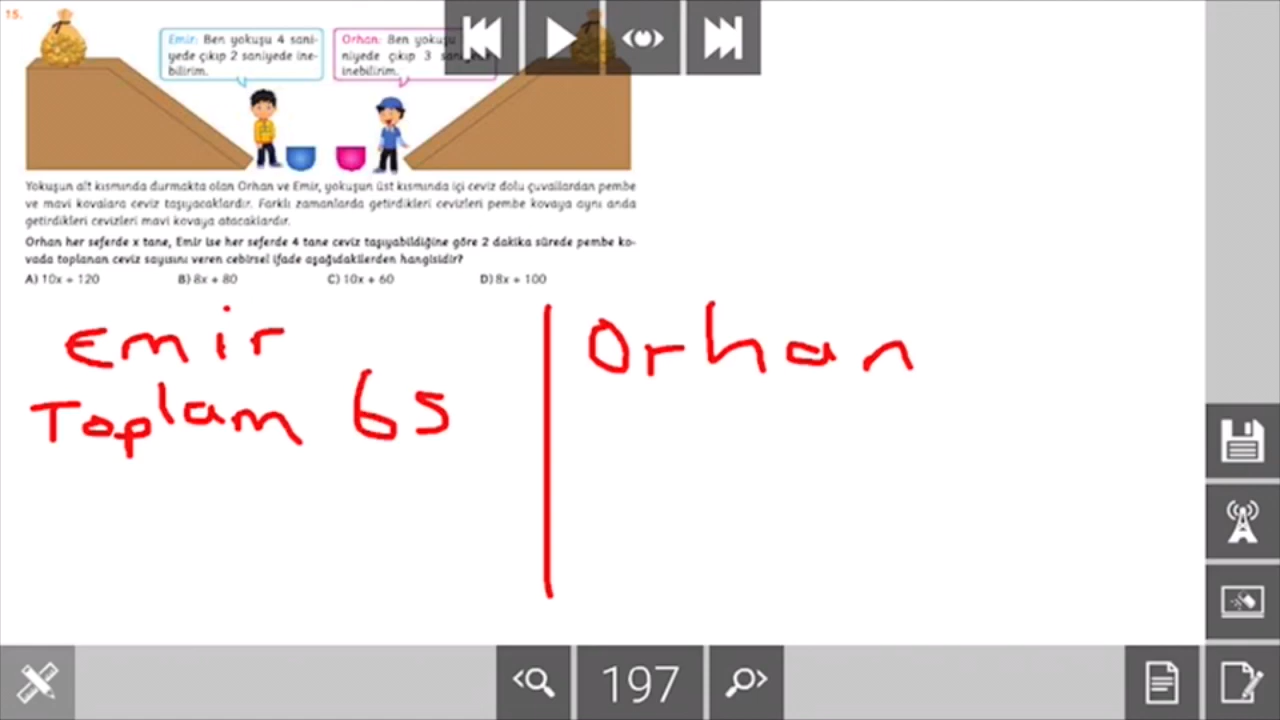 15.
Emir: Ben yokuşu 4 sani-
yede çıkıp 2 saniyede ine-
bilirim.
Orhan: Ben yokuşu
niyede çıkıp 3
inebilirim.
Yokuşun alt kısmında durmakta olan Orhan ve Emir, yokuşun üst kısmında içi ceviz dolu çuvallardan pembe
ve mavi kovalara ceviz taşıyacaklardır. Farklı zamanlarda getirdikleri cevizleri pembe kovaya aynı anda
getirdikleri cevizleri mavi kovaya atacaklardır.
Orhan her seferde x tane, Emir ise her seferde 4 tane ceviz taşıyabildiğine göre 2 dakika sürede pembe ko-
vada toplanan ceviz sayısını veren cebirsel ifade aşağıdakilerden hangisidir?
A) 10x + 120 B) 8x + 80 C) 10x + 60 D) 8x + 100
Emir Orhan
Toplam 6s
197